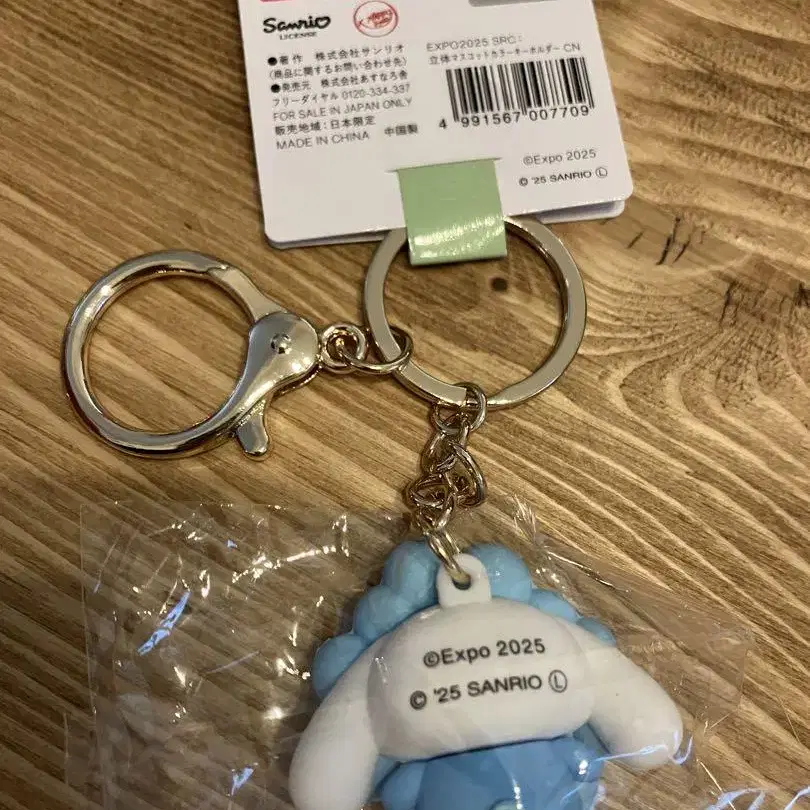 Sanrio
LICENSE
●著作 株式会社サンリオ
(商品に関するお問い合わせ先)
●発売元 株式会社あすなろ舎
フリーダイヤル 0120-334-337
FOR SALE IN JAPAN ONLY
販売地域:日本限定
MADE IN CHINA 中国製
EXPO2025 SRC:
立体マスコットカラーキーホルダー CN
4 991567 007709
©Expo 2025
© '25 SANRIO Ⓛ
©Expo 2025
© '25 SANRIO Ⓛ